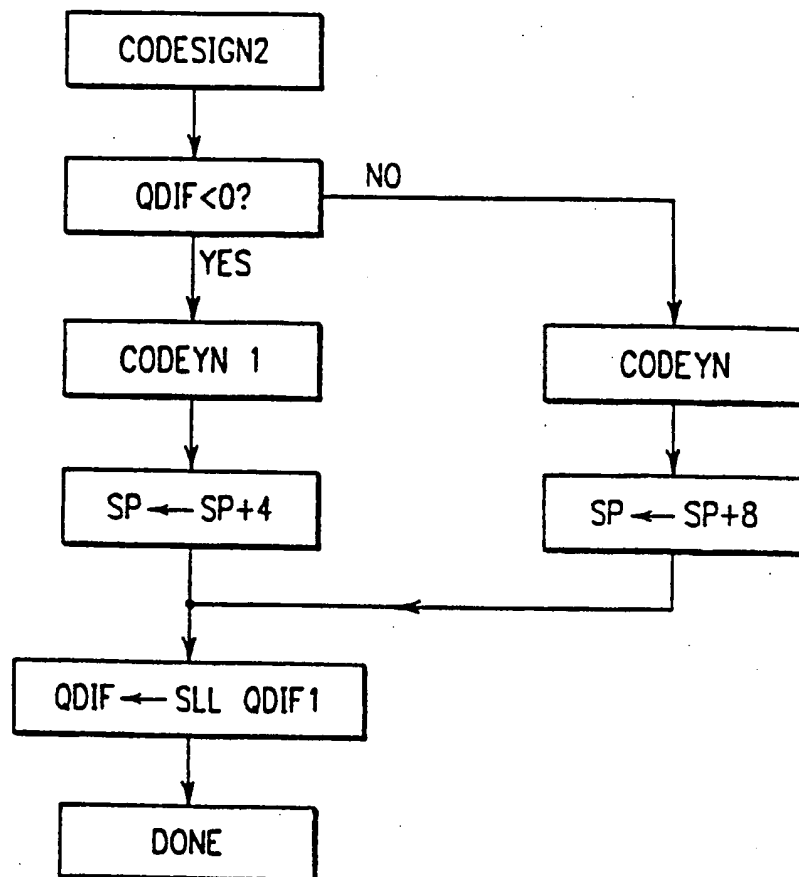 CODESIGN2
QDIF<0?
NO
YES
CODEYN 1
CODEYN
SP ← SP+4
SP ← SP+8
QDIF ← SLL QDIF1
DONE